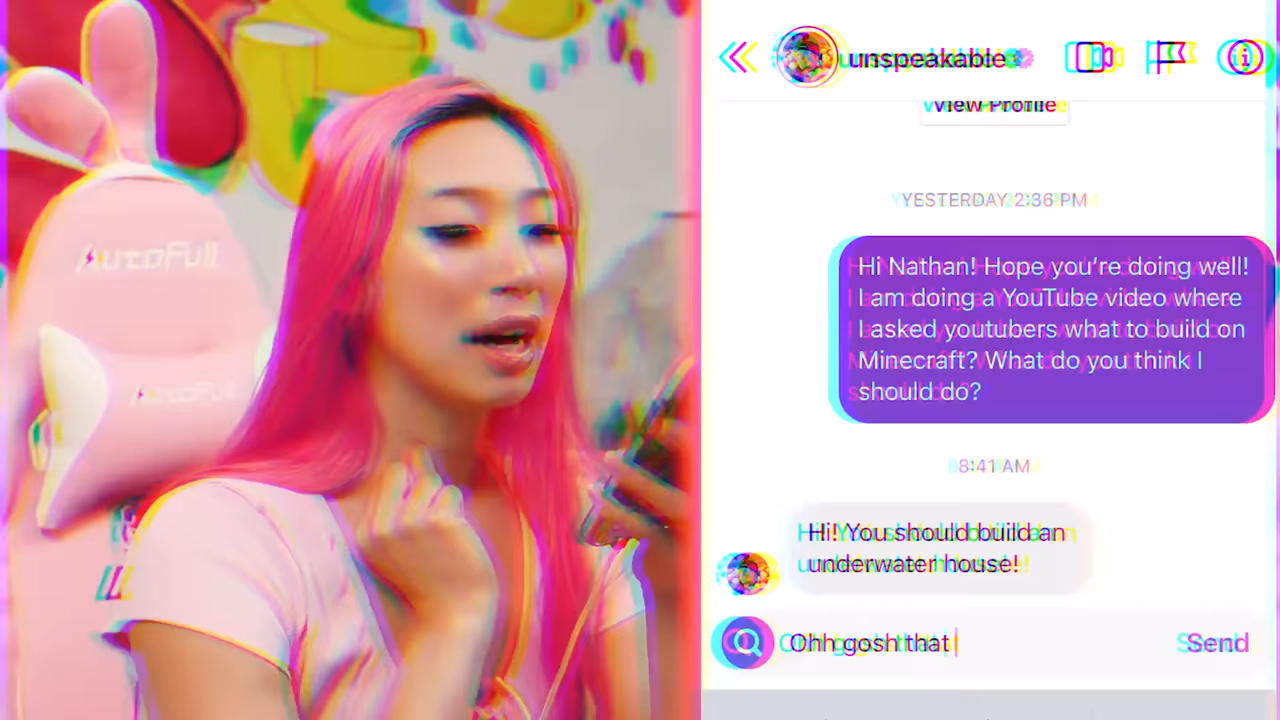 AutoFull
AutoFull
unspeakable
View Profile
YESTERDAY 2:36 PM
Hi Nathan! Hope you're doing well!
I am doing a YouTube video where
I asked youtubers what to build on
Minecraft? What do you think I
should do?
8:41 AM
Hi! You should build an
underwater house!
Ohh gosh that
Send